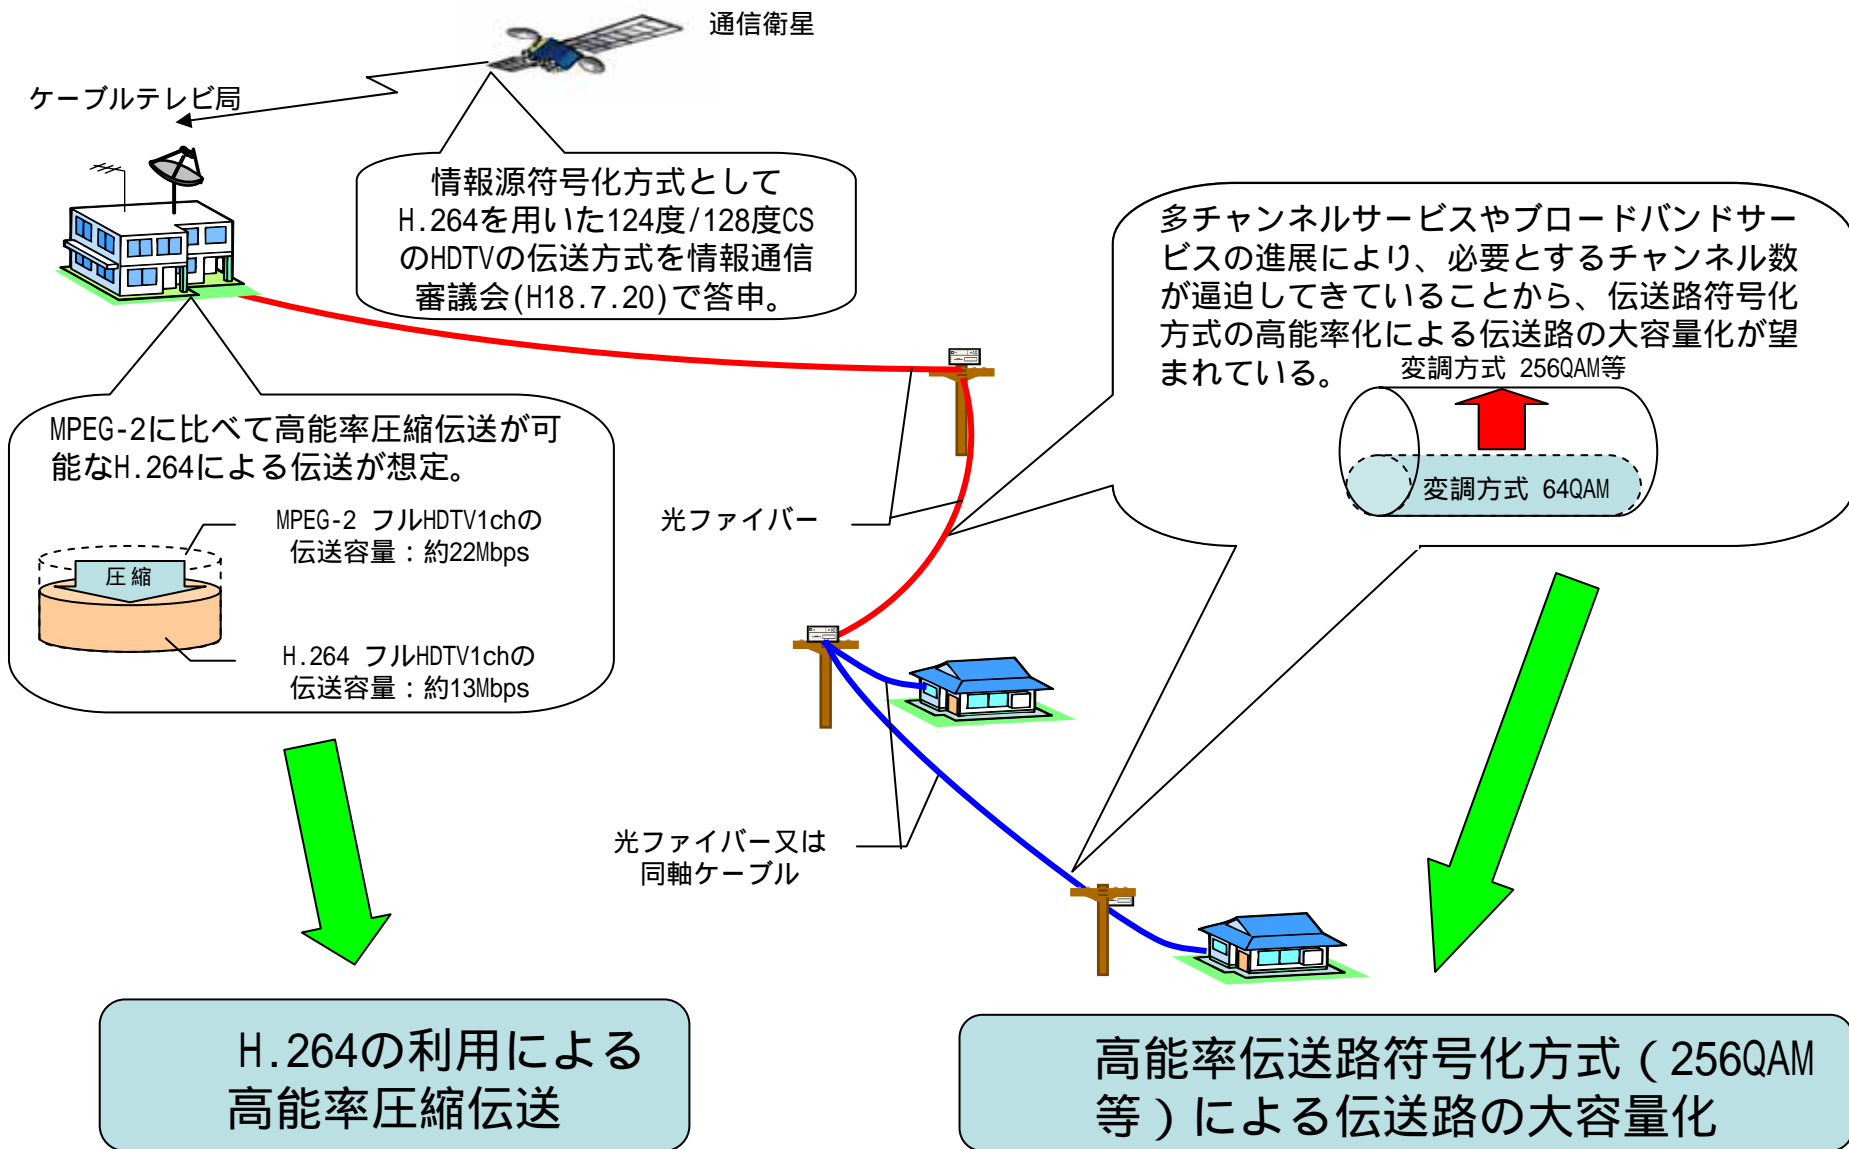 通信衛星
ケーブルテレビ局
情報源符号化方式として
H.264を用いた124度/128度CS
のHDTVの伝送方式を情報通信
審議会(H18.7.20)で答申。
多チャンネルサービスやブロードバンドサー
ビスの進展により、必要とするチャンネル数
が逼迫してきていることから、伝送路符号化
方式の高能率化による伝送路の大容量化が望
まれている。
変調方式 256QAM等
変調方式 64QAM
MPEG-2に比べて高能率圧縮伝送が可
能なH.264による伝送が想定。
MPEG-2 フルHDTV1chの
伝送容量：約22Mbps
圧縮
H.264 フルHDTV1chの
伝送容量：約13Mbps
光ファイバー
光ファイバー又は
同軸ケーブル
H.264の利用による
高能率圧縮伝送
高能率伝送路符号化方式（256QAM
等）による伝送路の大容量化